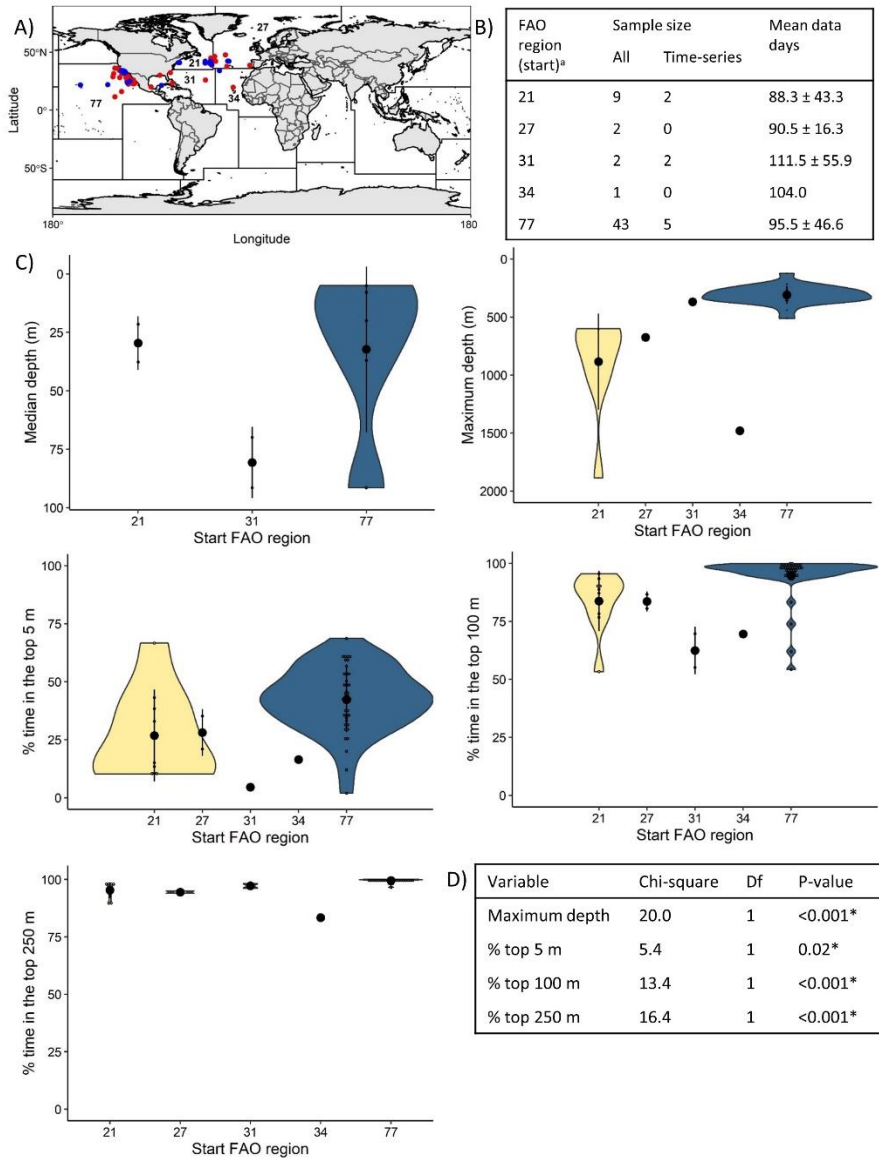 A)
50°N
0°
50°S
Latitude
27
21
31
34
77
180°
180
Longitude
B)
FAO region (start)ᵃ Sample size Mean data days
All Time-series
21 9 2 88.3 ± 43.3
27 2 0 90.5 ± 16.3
31 2 2 111.5 ± 55.9
34 1 0 104.0
77 43 5 95.5 ± 46.6
C)
Median depth (m)
0
25
50
75
100
21 31 77
Start FAO region
Maximum depth (m)
0
500
1000
1500
2000
21 27 31 34 77
Start FAO region
% time in the top 5 m
100
75
50
25
0
21 27 31 34 77
Start FAO region
% time in the top 100 m
100
75
50
25
0
21 27 31 34 77
Start FAO region
% time in the top 250 m
100
75
50
25
0
21 27 31 34 77
Start FAO region
D)
Variable Chi-square Df P-value
Maximum depth 20.0 1 <0.001*
% top 5 m 5.4 1 0.02*
% top 100 m 13.4 1 <0.001*
% top 250 m 16.4 1 <0.001*